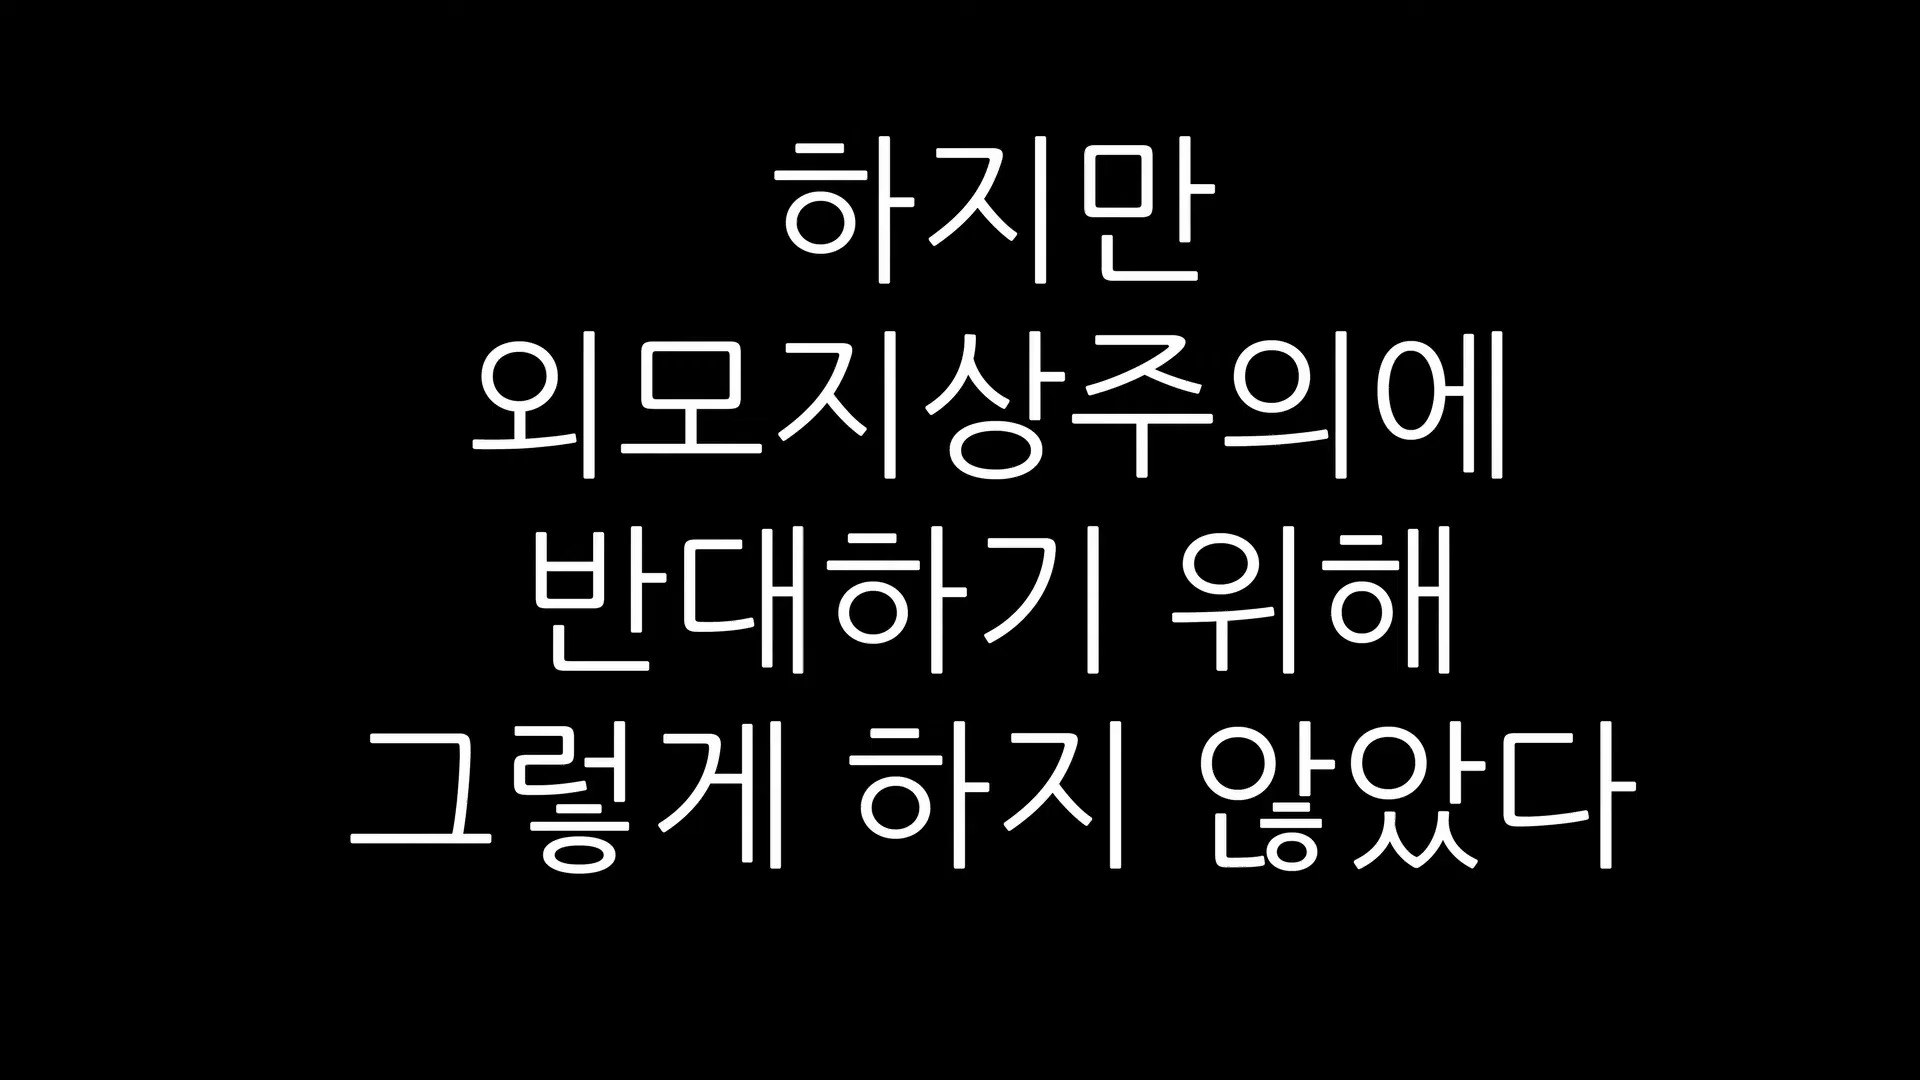 하지만
외모지상주의에
반대하기 위해
그렇게 하지 않았다